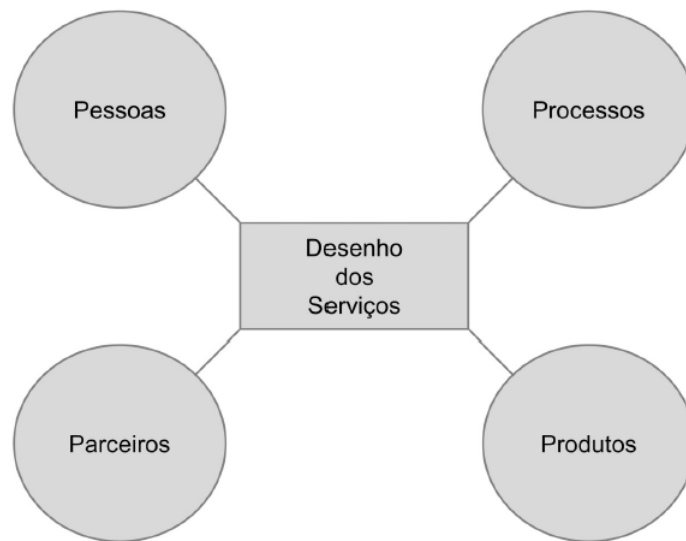 Pessoas
Processos
Desenho
dos
Serviços
Parceiros
Produtos